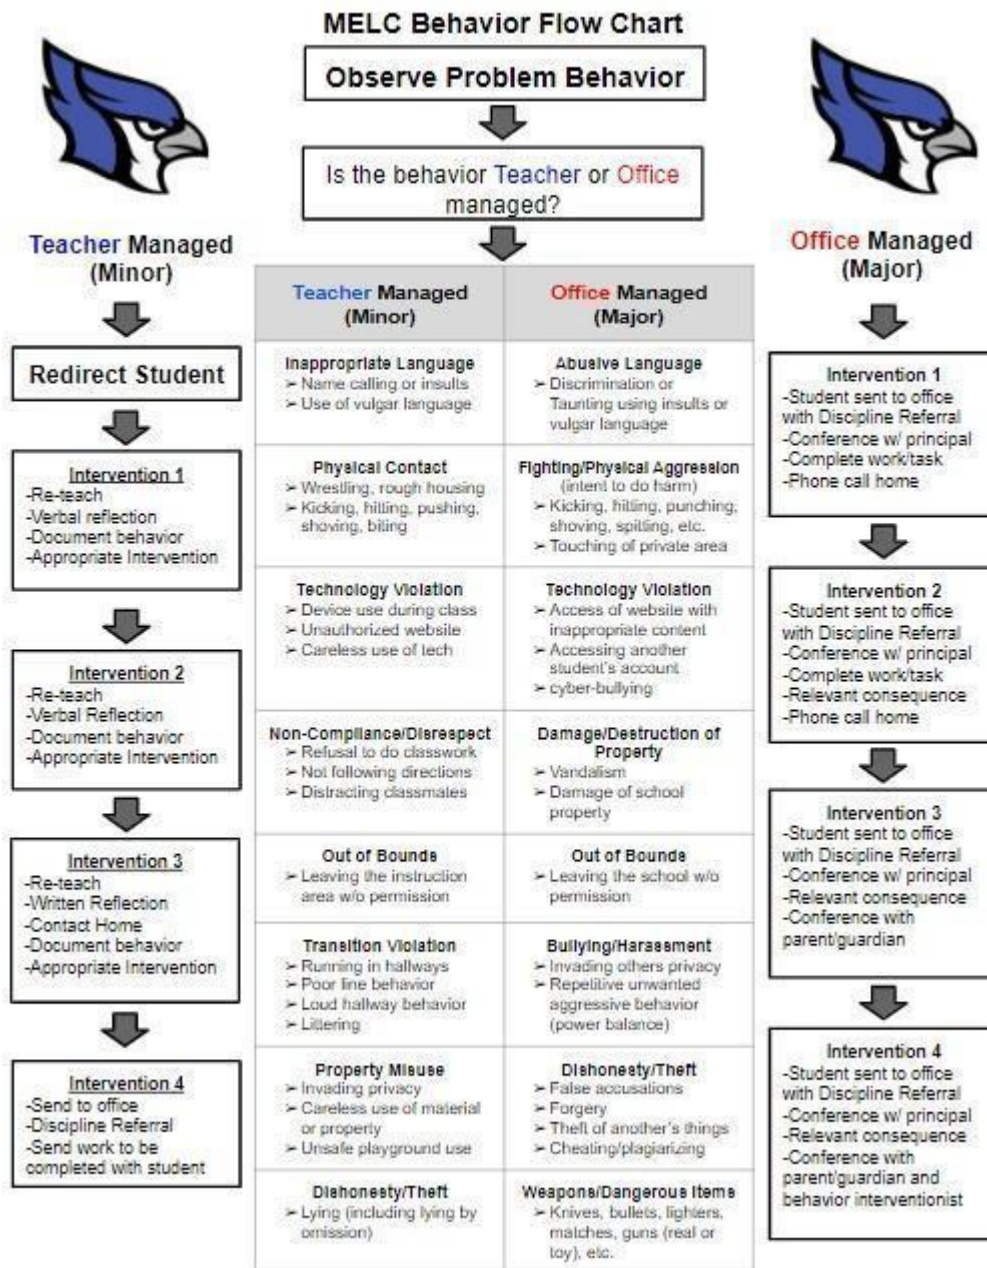 MELC Behavior Flow Chart
Observe Problem Behavior
Is the behavior Teacher or Office
managed?
Teacher Managed
(Minor)
Redirect Student
Intervention 1
-Re-teach
-Verbal reflection
-Document behavior
-Appropriate Intervention
Intervention 2
-Re-teach
-Verbal Reflection
-Document behavior
-Appropriate Intervention
Intervention 3
-Re-teach
-Written Reflection
-Contact Home
-Document behavior
-Appropriate Intervention
Intervention 4
-Send to office
-Discipline Referral
-Send work to be
completed with student
Teacher Managed
(Minor)
Office Managed
(Major)
Inappropriate Language
➢ Name calling or insults
➢ Use of vulgar language
Abusive Language
➢ Discrimination or
Taunting using insults or
vulgar language
Physical Contact
➢ Wrestling, rough housing
➢ Kicking, hitting, pushing,
shoving, biting
Fighting/Physical Aggression
(intent to do harm)
➢ Kicking, hitting, punching,
shoving, spitting, etc.
➢ Touching of private area
Technology Violation
➢ Device use during class
➢ Unauthorized website
➢ Careless use of tech
Technology Violation
➢ Access of website with
inappropriate content
➢ Accessing another
student's account
➢ cyber-bullying
Non-Compliance/Disrespect
➢ Refusal to do classwork
➢ Not following directions
➢ Distracting classmates
Damage/Destruction of
Property
➢ Vandalism
➢ Damage of school
property
Out of Bounds
➢ Leaving the instruction
area w/o permission
Out of Bounds
➢ Leaving the school w/o
permission
Transition Violation
➢ Running in hallways
➢ Poor line behavior
➢ Loud hallway behavior
➢ Littering
Bullying/Harassment
➢ Invading others privacy
➢ Repetitive unwanted
aggressive behavior
(power balance)
Property Misuse
➢ Invading privacy
➢ Careless use of material
or property
➢ Unsafe playground use
Dishonesty/Theft
➢ False accusations
➢ Forgery
➢ Theft of another's things
➢ Cheating/plagiarizing
Dishonesty/Theft
➢ Lying (including lying by
omission)
Weapons/Dangerous Items
➢ Knives, bullets, lighters,
matches, guns (real or
toy), etc.
Office Managed
(Major)
Intervention 1
-Student sent to office
with Discipline Referral
-Conference w/ principal
-Complete work/task
-Phone call home
Intervention 2
-Student sent to office
with Discipline Referral
-Conference w/ principal
-Complete work/task
-Relevant consequence
-Phone call home
Intervention 3
-Student sent to office
with Discipline Referral
-Conference w/ principal
-Relevant consequence
-Conference with
parent/guardian
Intervention 4
-Student sent to office
with Discipline Referral
-Conference w/ principal
-Relevant consequence
-Conference with
parent/guardian and
behavior interventionist